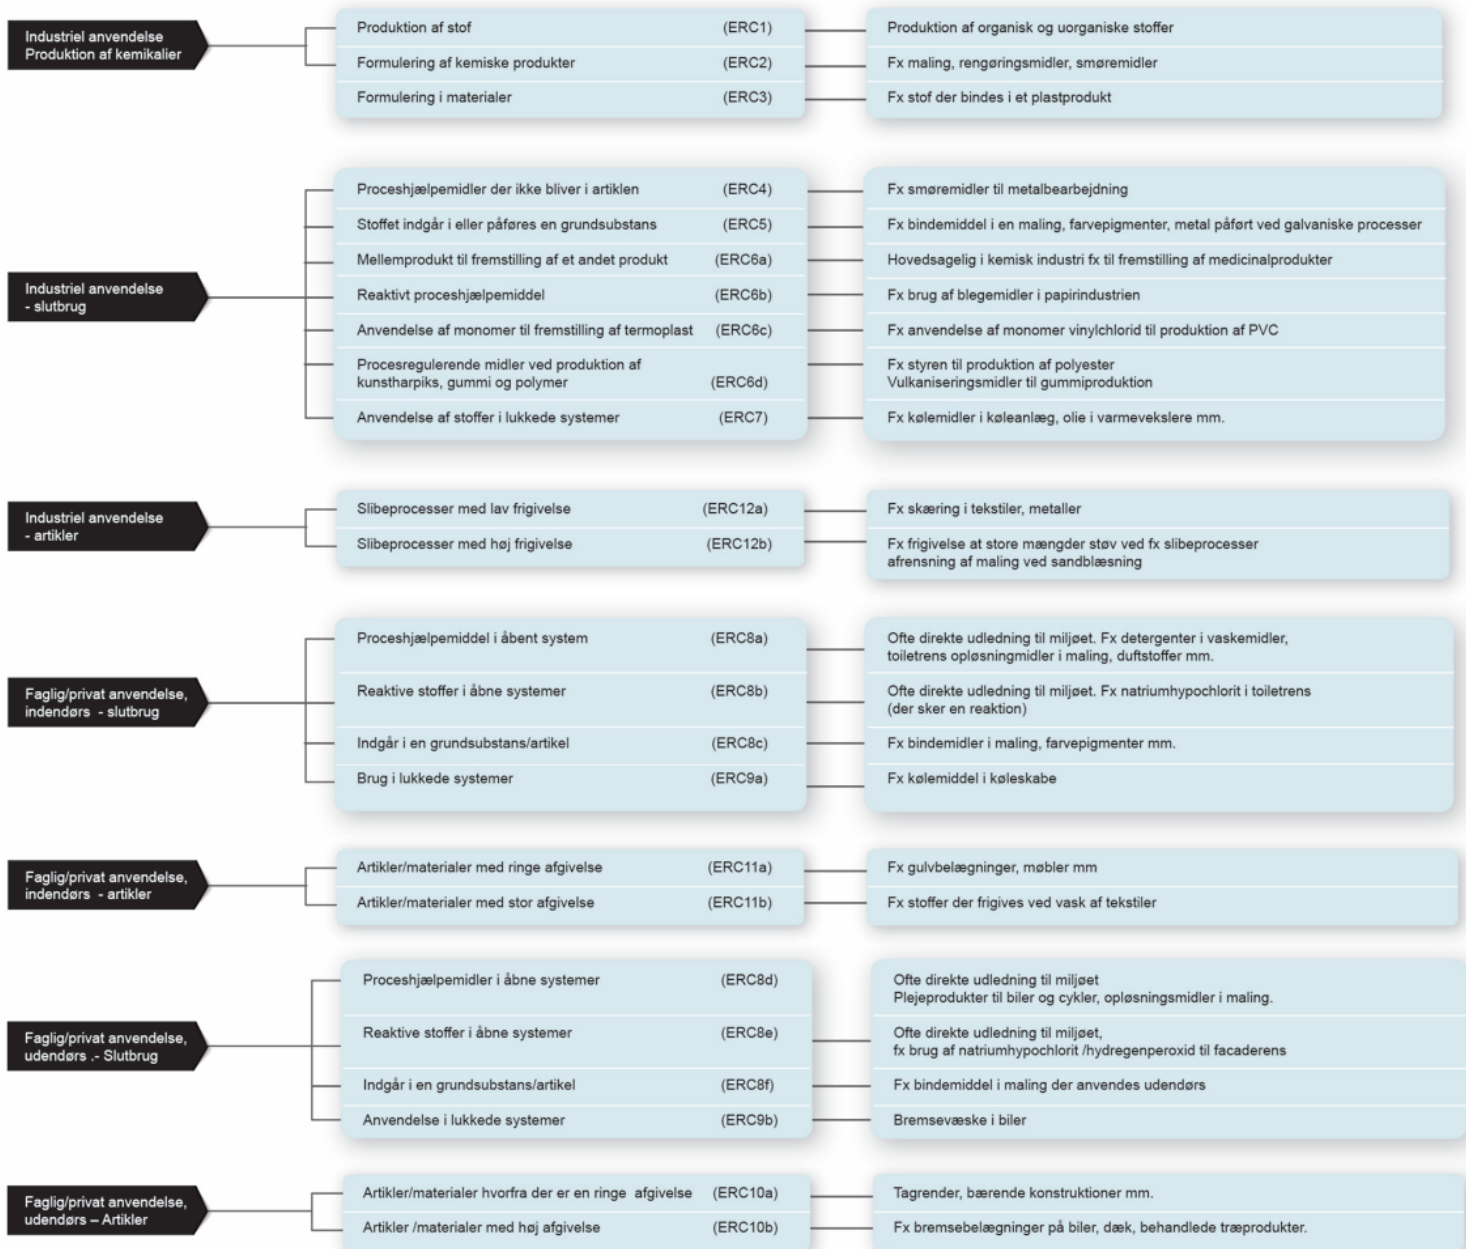 Industriel anvendelse
Produktion af kemikalier
Produktion af stof (ERC1) Produktion af organisk og uorganiske stoffer
Formulering af kemiske produkter (ERC2) Fx maling, rengøringsmidler, smøremidler
Formulering i materialer (ERC3) Fx stof der bindes i et plastprodukt
Industriel anvendelse
- slutbrug
Proceshjælpemidler der ikke bliver i artiklen (ERC4) Fx smøremidler til metalbearbejdning
Stoffet indgår i eller påføres en grundsubstans (ERC5) Fx bindemiddel i en maling, farvepigmenter, metal påført ved galvaniske processer
Mellemprodukt til fremstilling af et andet produkt (ERC6a) Hovedsagelig i kemisk industri fx til fremstilling af medicinalprodukter
Reaktivt proceshjælpemiddel (ERC6b) Fx brug af blegemidler i papirindustrien
Anvendelse af monomer til fremstilling af termoplast (ERC6c) Fx anvendelse af monomer vinylchlorid til produktion af PVC
Procesregulerende midler ved produktion af
kunstharpiks, gummi og polymer (ERC6d)
Fx styren til produktion af polyester
Vulkaniseringsmidler til gummiproduktion
Anvendelse af stoffer i lukkede systemer (ERC7) Fx kølemidler i køleanlæg, olie i varmevekslere mm.
Industriel anvendelse
- artikler
Slibeprocesser med lav frigivelse (ERC12a) Fx skæring i tekstiler, metaller
Slibeprocesser med høj frigivelse (ERC12b) Fx frigivelse at store mængder støv ved fx slibeprocesser
afrensning af maling ved sandblæsning
Faglig/privat anvendelse,
indendørs - slutbrug
Proceshjælpemiddel i åbent system (ERC8a) Ofte direkte udledning til miljøet. Fx detergenter i vaskemidler,
toiletrens opløsningmidler i maling, duftstoffer mm.
Reaktive stoffer i åbne systemer (ERC8b) Ofte direkte udledning til miljøet. Fx natriumhypochlorit i toiletrens
(der sker en reaktion)
Indgår i en grundsubstans/artikel (ERC8c) Fx bindemidler i maling, farvepigmenter mm.
Brug i lukkede systemer (ERC9a) Fx kølemiddel i køleskabe
Faglig/privat anvendelse,
indendørs - artikler
Artikler/materialer med ringe afgivelse (ERC11a) Fx gulvbelægninger, møbler mm
Artikler/materialer med stor afgivelse (ERC11b) Fx stoffer der frigives ved vask af tekstiler
Faglig/privat anvendelse,
udendørs .- Slutbrug
Proceshjælpemidler i åbne systemer (ERC8d) Ofte direkte udledning til miljøet
Plejeprodukter til biler og cykler, opløsningsmidler i maling.
Reaktive stoffer i åbne systemer (ERC8e) Ofte direkte udledning til miljøet,
fx brug af natriumhypochlorit /hydregenperoxid til facaderens
Indgår i en grundsubstans/artikel (ERC8f) Fx bindemiddel i maling der anvendes udendørs
Anvendelse i lukkede systemer (ERC9b) Bremsevæske i biler
Faglig/privat anvendelse,
udendørs – Artikler
Artikler/materialer hvorfra der er en ringe afgivelse (ERC10a) Tagrender, bærende konstruktioner mm.
Artikler /materialer med høj afgivelse (ERC10b) Fx bremsebelægninger på biler, dæk, behandlede træprodukter.